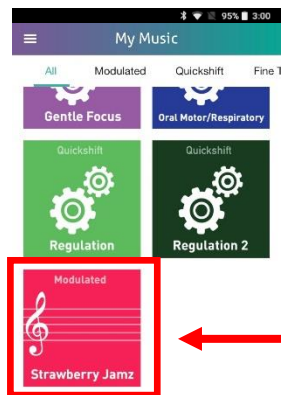 95% 3:00
My Music
All Modulated Quickshift Fine T
Gentle Focus Oral Motor/Respiratory
Quickshift Quickshift
Regulation Regulation 2
Modulated
Strawberry Jamz